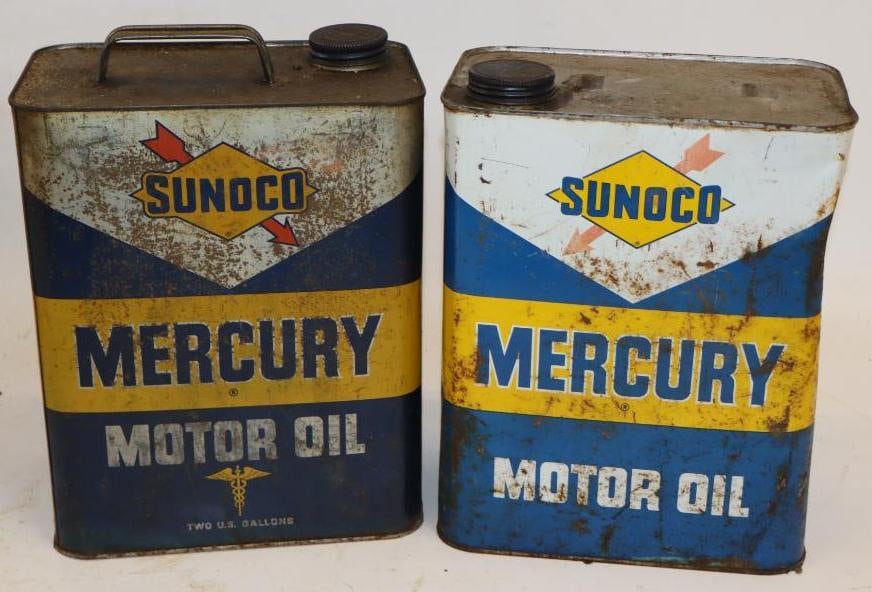 SUNOCO
MERCURY
®
MOTOR OIL
TWO U.S. GALLONS
SUNOCO
MERCURY
®
MOTOR OIL